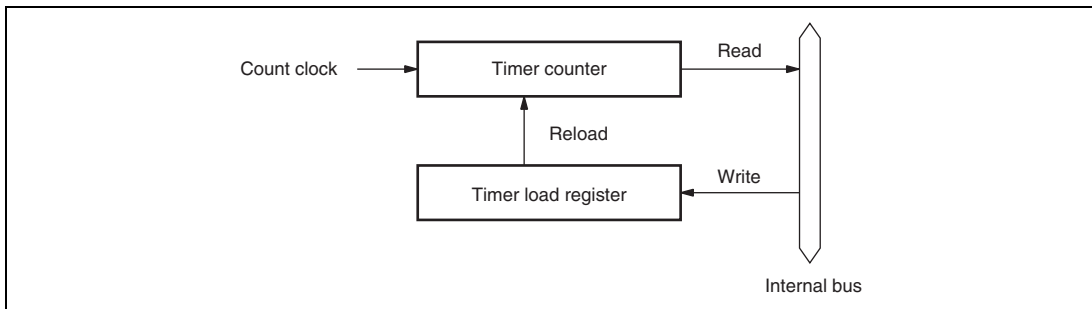 Read
Count clock
Timer counter
Reload
Write
Timer load register
Internal bus